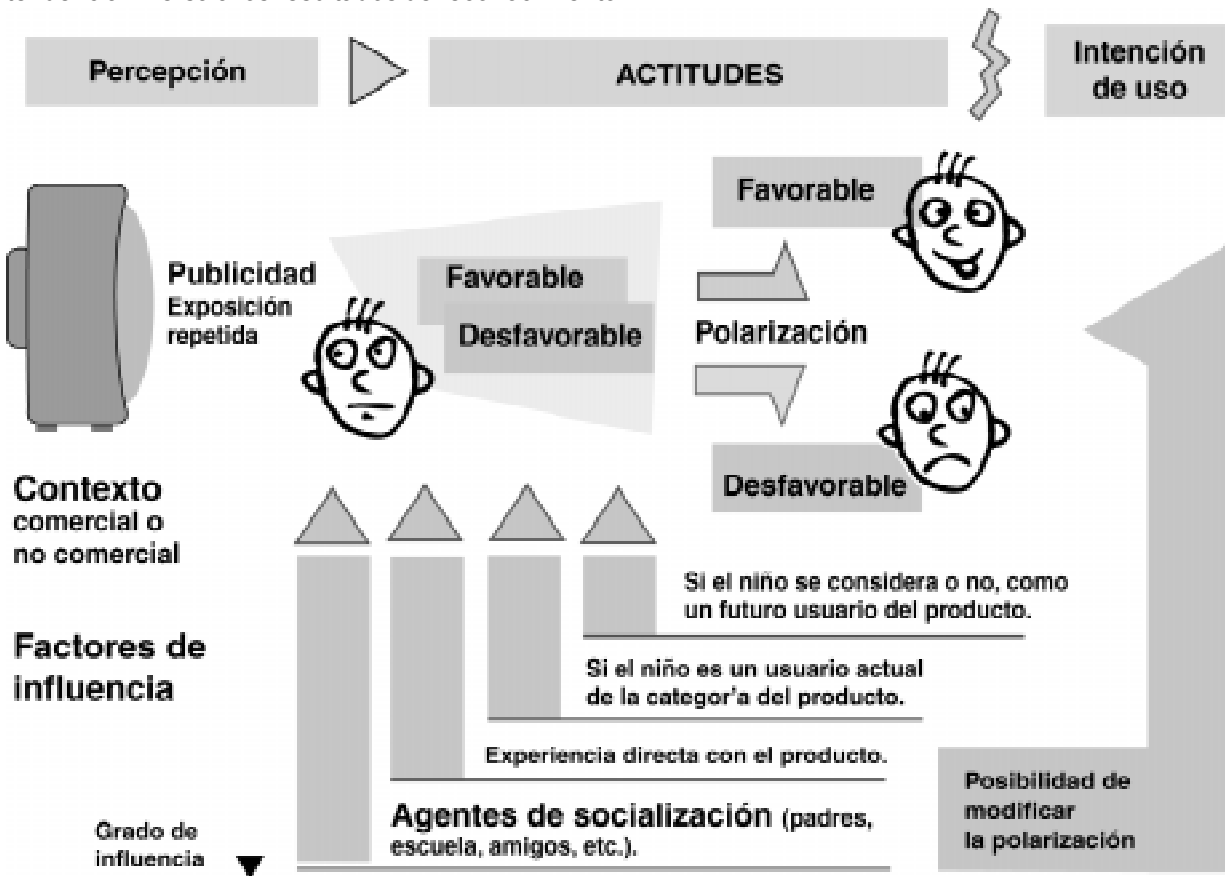 Percepción
ACTITUDES
Intención
de uso
Favorable
Publicidad
Exposición
repetida
Favorable
Desfavorable
Polarización
Desfavorable
Contexto
comercial o
no comercial
Si el niño se considera o no, como
un futuro usuario del producto.
Factores de
influencia
Si el niño es un usuario actual
de la categor'a del producto.
Experiencia directa con el producto.
Agentes de socialización (padres,
escuela, amigos, etc.).
Grado de
influencia
Posibilidad de
modificar
la polarización